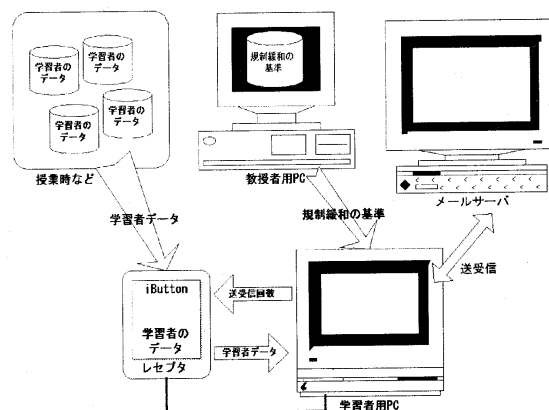 学習者の
データ
学習者の
データ
学習者の
データ
学習者の
データ
授業時など
規制緩和の
基準
教授者用PC
メールサーバ
学習者データ
規制緩和の基準
送受信
iButton
学習者の
データ
レセプタ
送受信回数
学習者データ
学習者用PC